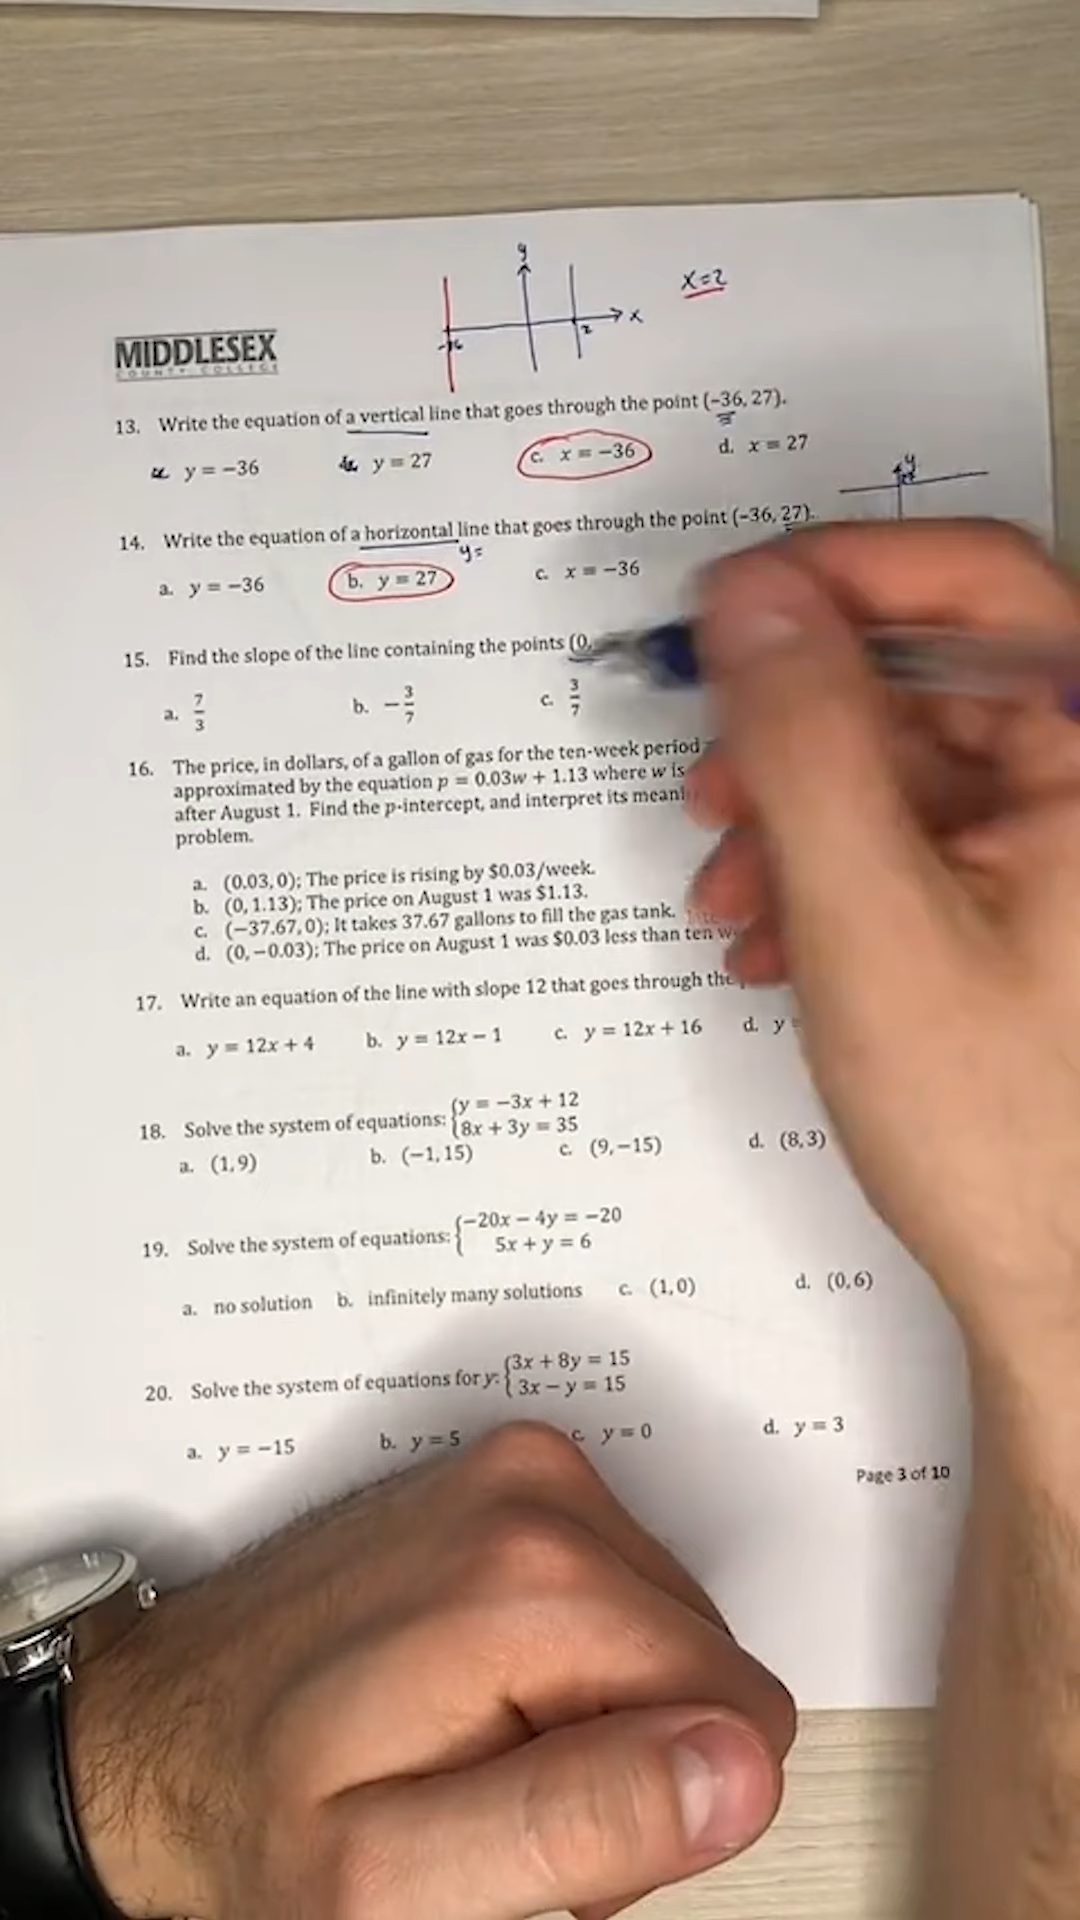 y
x=2
x
-36
2
MIDDLESEX
COUNTY COLLEGE
13. Write the equation of a vertical line that goes through the point (−36, 27).
y = −36 y = 27 c. x = −36 d. x = 27
y
14. Write the equation of a horizontal line that goes through the point (−36, 27).
y=
a. y = −36 b. y = 27 c. x = −36
15. Find the slope of the line containing the points (0,
a. 7/3 b. −3/7 c. 3/7
16. The price, in dollars, of a gallon of gas for the ten-week period
approximated by the equation p = 0.03w + 1.13 where w is
after August 1. Find the p-intercept, and interpret its
problem.
a. (0.03, 0); The price is rising by $0.03/week.
b. (0, 1.13); The price on August 1 was $1.13.
c. (−37.67, 0); It takes 37.67 gallons to fill the gas tank.
d. (0, −0.03); The price on August 1 was $0.03 less than ten
17. Write an equation of the line with slope 12 that goes through
a. y = 12x + 4 b. y = 12x − 1 c. y = 12x + 16 d. y =
18. Solve the system of equations: { y = −3x + 12
8x + 3y = 35
a. (1, 9) b. (−1, 15) c. (9, −15) d. (8, 3)
19. Solve the system of equations: { −20x − 4y = −20
5x + y = 6
a. no solution b. infinitely many solutions c. (1, 0) d. (0, 6)
20. Solve the system of equations for y: { 3x + 8y = 15
3x − y = 15
a. y = −15 b. y = 5 c. y = 0 d. y = 3
Page 3 of 10